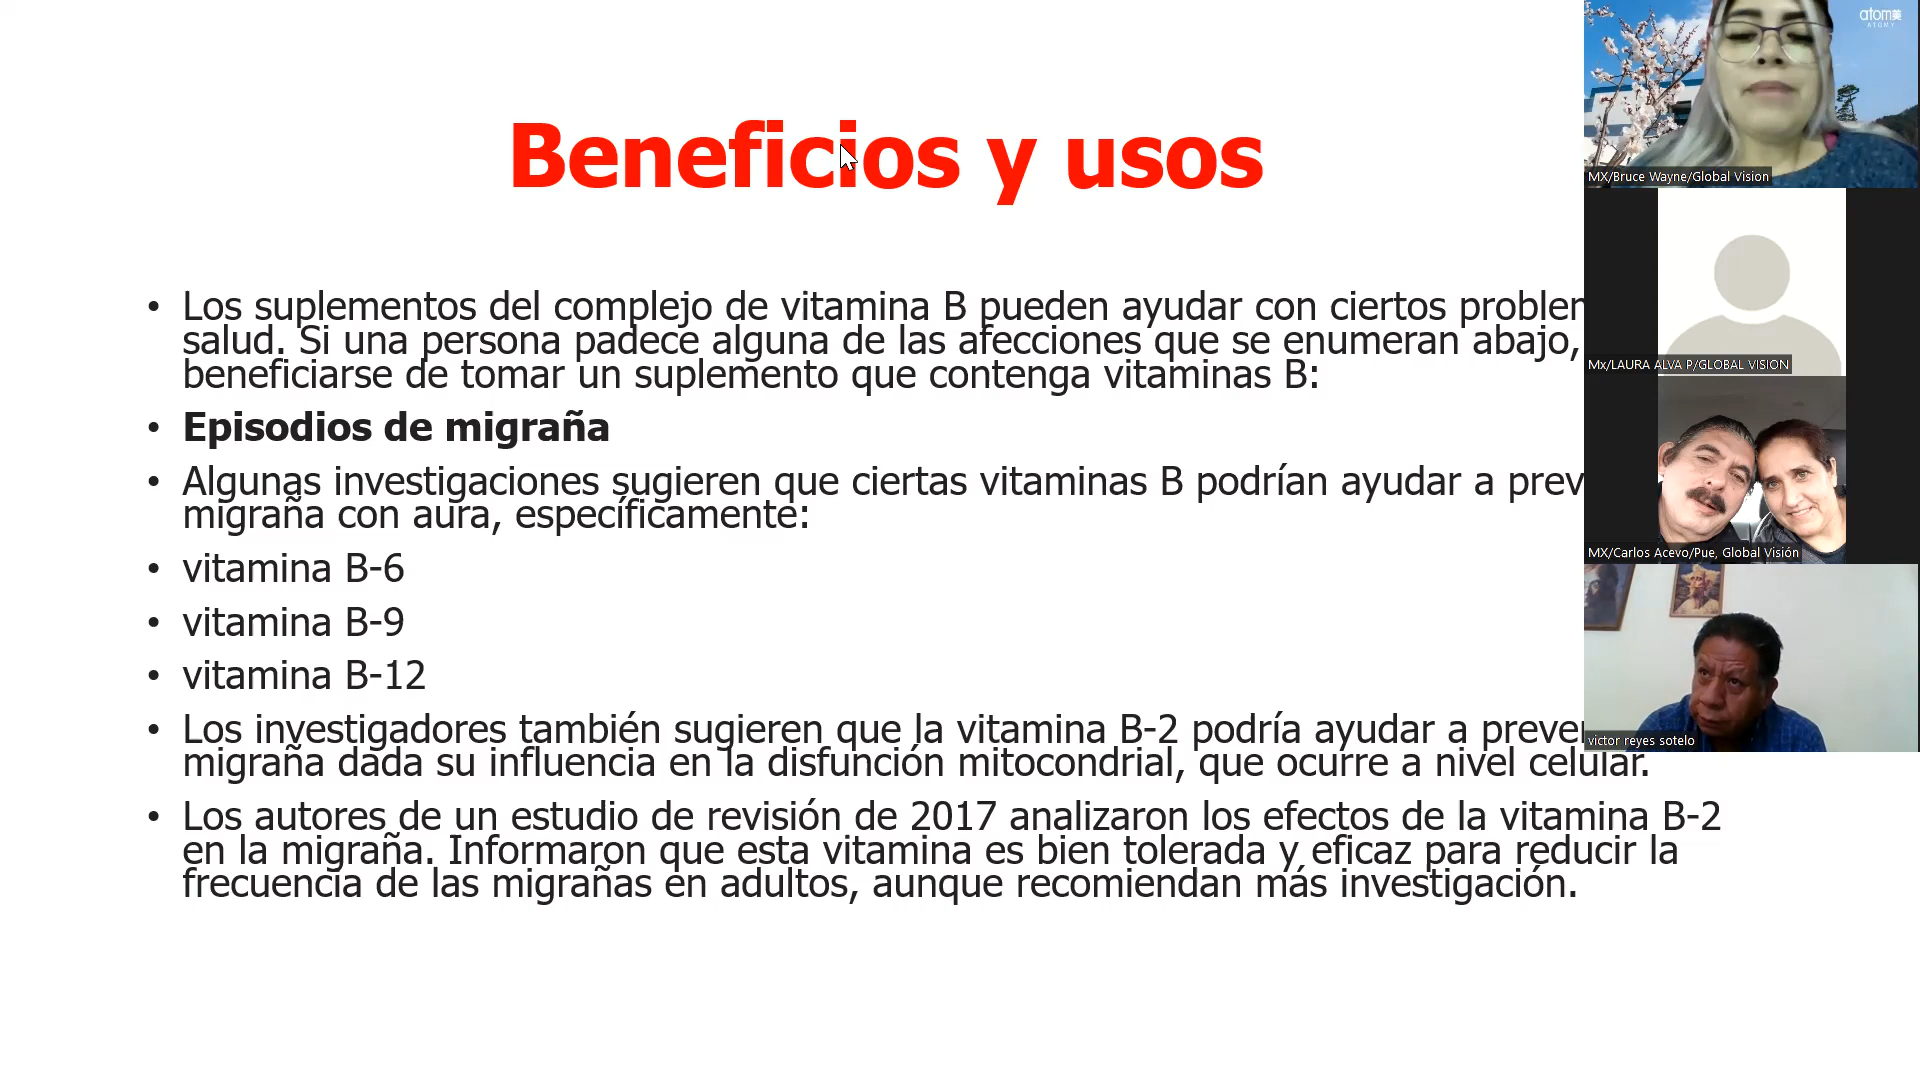 Beneficios y usos
• Los suplementos del complejo de vitamina B pueden ayudar con ciertos
salud. Si una persona padece alguna de las afecciones que se enumeran abajo,
beneficiarse de tomar un suplemento que contenga vitaminas B:
• Episodios de migraña
• Algunas investigaciones sugieren que ciertas vitaminas B podrían ayudar a
migraña con aura, específicamente:
• vitamina B-6
• vitamina B-9
• vitamina B-12
• Los investigadores también sugieren que la vitamina B-2 podría ayudar a
migraña dada su influencia en la disfunción mitocondrial, que ocurre a nivel celular.
• Los autores de un estudio de revisión de 2017 analizaron los efectos de la vitamina B-2
en la migraña. Informaron que esta vitamina es bien tolerada y eficaz para reducir la
frecuencia de las migrañas en adultos, aunque recomiendan más investigación.
atom美
ATOMY
MX/Bruce Wayne/Global Vision
Mx/LAURA ALVA P/GLOBAL VISION
MX/Carlos Acevo/Pue, Global Visión
victor reyes sotelo